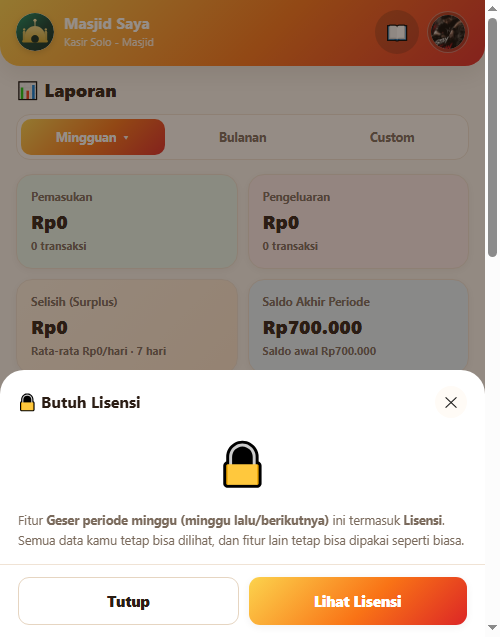 Masjid Saya
Kasir Solo - Masjid
Laporan
Mingguan ▾
Bulanan
Custom
Pemasukan
Rp0
0 transaksi
Pengeluaran
Rp0
0 transaksi
Selisih (Surplus)
Rp0
Rata-rata Rp0/hari · 7 hari
Saldo Akhir Periode
Rp700.000
Saldo awal Rp700.000
Butuh Lisensi
Fitur Geser periode minggu (minggu lalu/berikutnya) ini termasuk Lisensi.
Semua data kamu tetap bisa dilihat, dan fitur lain tetap bisa dipakai seperti biasa.
Tutup
Lihat Lisensi